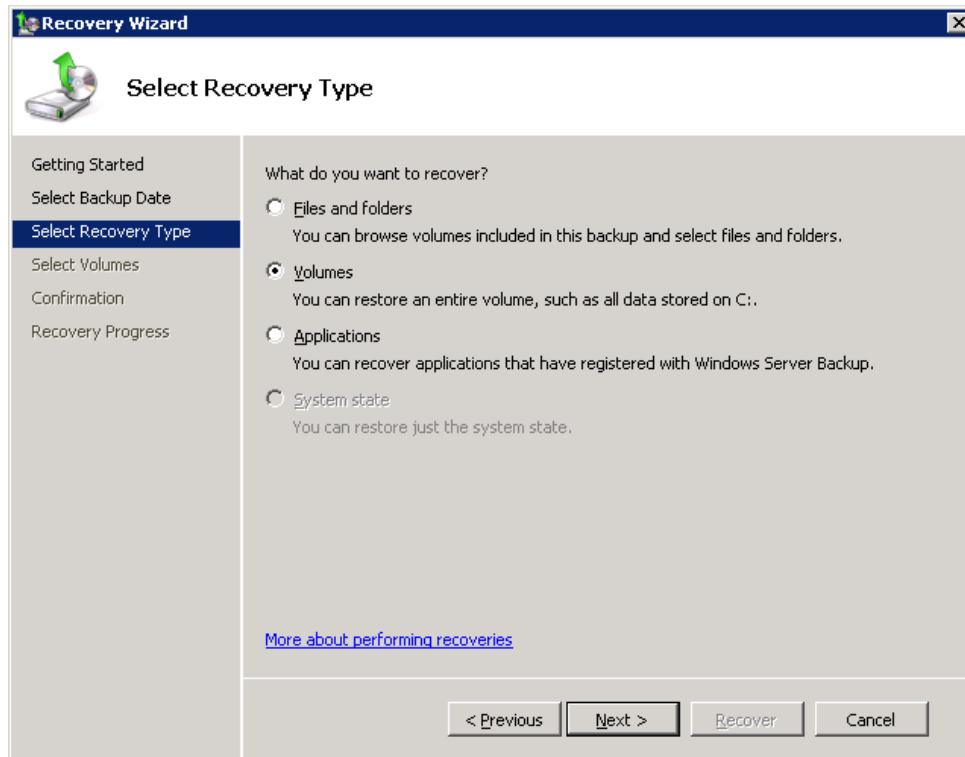 Recovery Wizard
Select Recovery Type
Getting Started
Select Backup Date
Select Recovery Type
Select Volumes
Confirmation
Recovery Progress
What do you want to recover?
Files and folders
You can browse volumes included in this backup and select files and folders.
Volumes
You can restore an entire volume, such as all data stored on C:.
Applications
You can recover applications that have registered with Windows Server Backup.
System state
You can restore just the system state.
More about performing recoveries
< Previous
Next >
Recover
Cancel